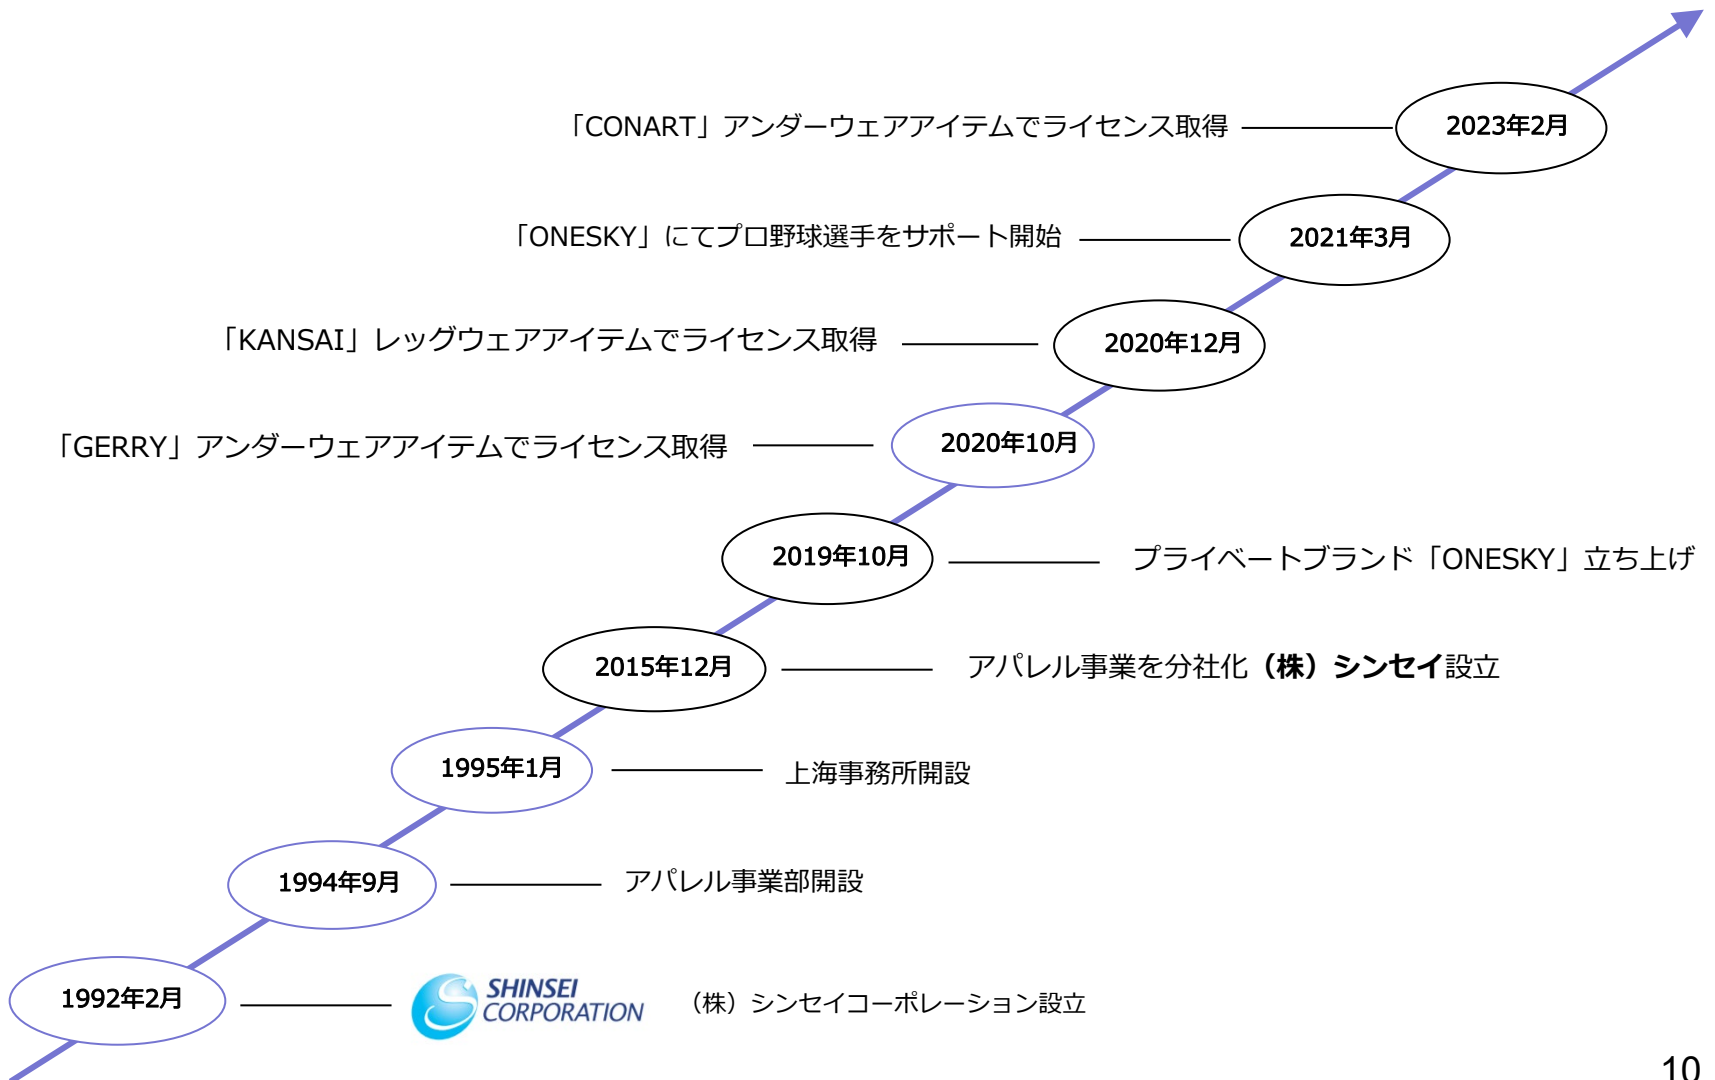 「CONART」アンダーウェアアイテムでライセンス取得 2023年2月
「ONESKY」にてプロ野球選手をサポート開始 2021年3月
「KANSAI」レッグウェアアイテムでライセンス取得 2020年12月
「GERRY」アンダーウェアアイテムでライセンス取得 2020年10月
2019年10月 プライベートブランド「ONESKY」立ち上げ
2015年12月 アパレル事業を分社化（株）シンセイ設立
1995年1月 上海事務所開設
1994年9月 アパレル事業部開設
1992年2月 SHINSEI CORPORATION （株）シンセイコーポレーション設立
10